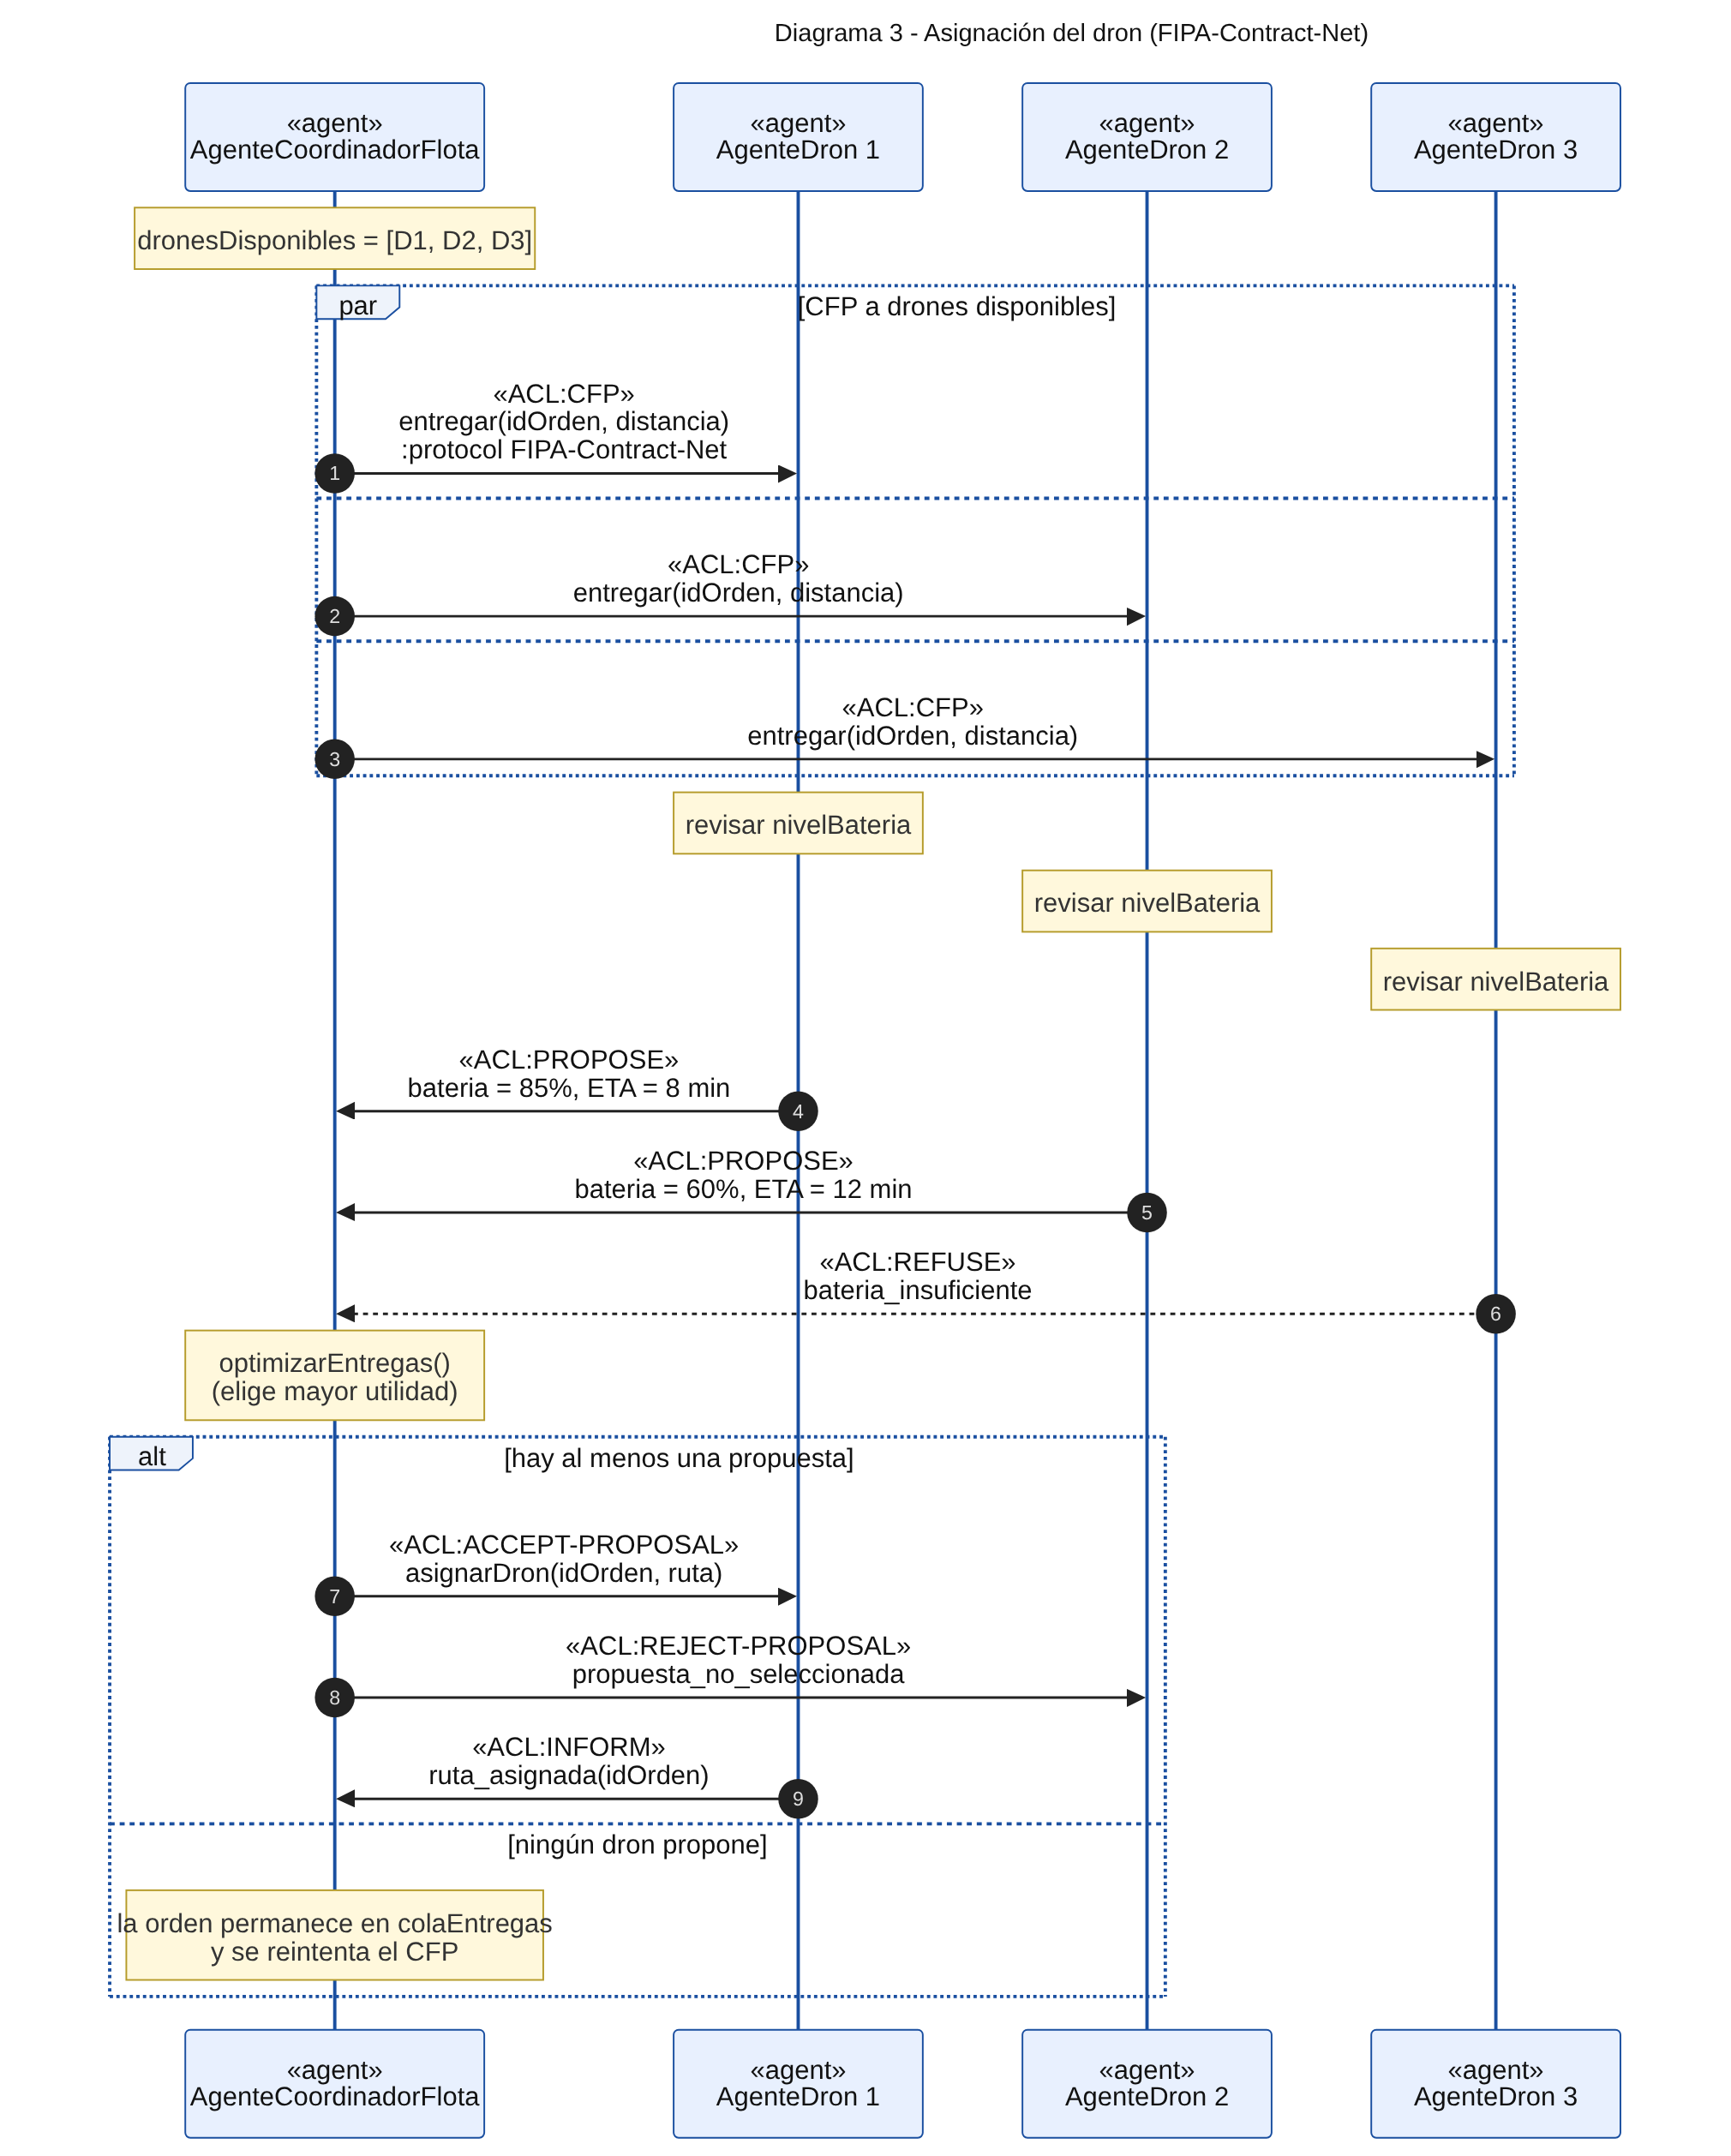 Diagrama 3 - Asignación del dron (FIPA-Contract-Net)
«agent»
AgenteCoordinadorFlota
«agent»
AgenteDron 1
«agent»
AgenteDron 2
«agent»
AgenteDron 3
dronesDisponibles = [D1, D2, D3]
par
[CFP a drones disponibles]
«ACL:CFP»
entregar(idOrden, distancia)
:protocol FIPA-Contract-Net
1
«ACL:CFP»
entregar(idOrden, distancia)
2
«ACL:CFP»
entregar(idOrden, distancia)
3
revisar nivelBateria
revisar nivelBateria
revisar nivelBateria
«ACL:PROPOSE»
bateria = 85%, ETA = 8 min
4
«ACL:PROPOSE»
bateria = 60%, ETA = 12 min
5
«ACL:REFUSE»
bateria_insuficiente
6
optimizarEntregas()
(elige mayor utilidad)
alt
[hay al menos una propuesta]
«ACL:ACCEPT-PROPOSAL»
asignarDron(idOrden, ruta)
7
«ACL:REJECT-PROPOSAL»
propuesta_no_seleccionada
8
«ACL:INFORM»
ruta_asignada(idOrden)
9
[ningún dron propone]
la orden permanece en colaEntregas
y se reintenta el CFP
«agent»
AgenteCoordinadorFlota
«agent»
AgenteDron 1
«agent»
AgenteDron 2
«agent»
AgenteDron 3